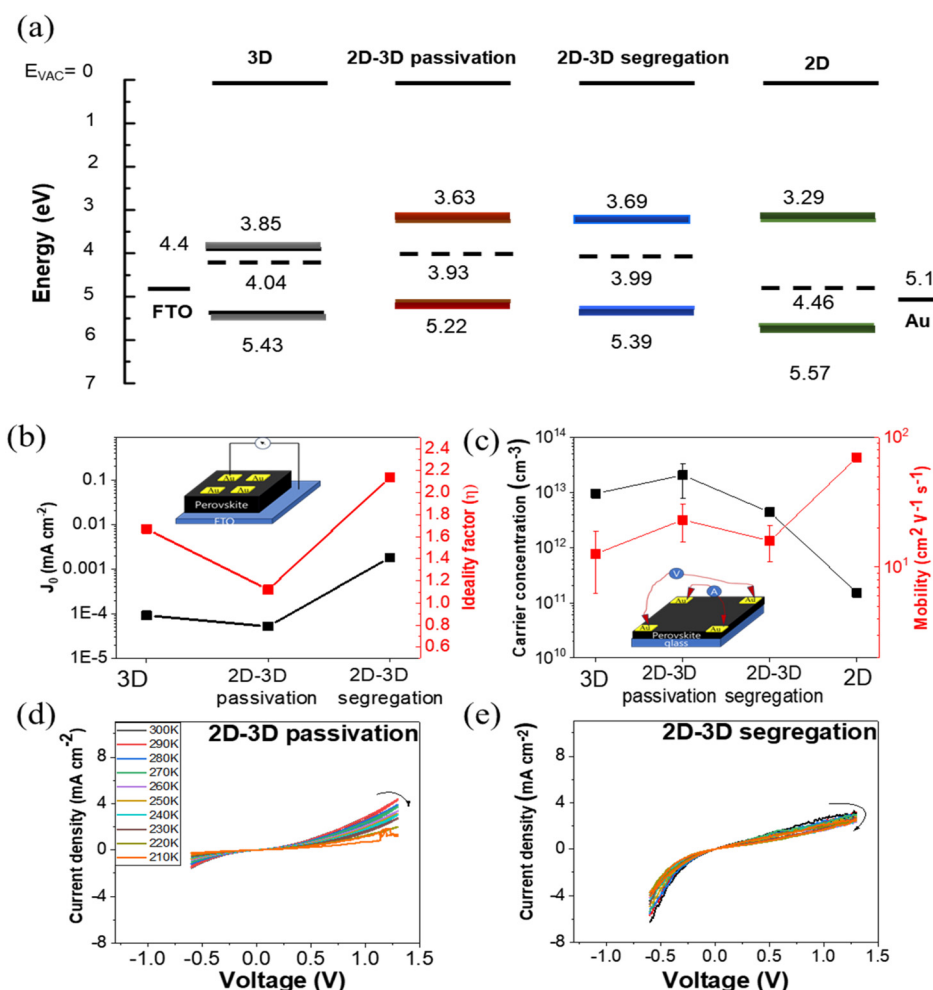 (a)
3D 2D-3D passivation 2D-3D segregation 2D
EVAC= 0
1
2
3
4
5
6
7
Energy (eV)
3.85 3.63 3.69 3.29
4.4
FTO
4.04 3.93 3.99 4.46
5.43 5.22 5.39 5.57
5.1
Au
(b)
J0 (mA cm-2)
0.1
0.01
0.001
1E-4
1E-5
Au Au
Au Au
Perovskite
FTO
2.4
2.2
2.0
1.8
1.6
1.4
1.2
1.0
0.8
0.6
Ideality factor (η)
3D 2D-3D 2D-3D
passivation segregation
(c)
Carrier concentration (cm-3)
10^14
10^13
10^12
10^11
10^10
V
A
Au Au
Au Au
Perovskite
glass
10^2
10^1
Mobility (cm2 V-1 s-1)
3D 2D-3D 2D-3D 2D
passivation segregation
(d)
2D-3D passivation
300K
290K
280K
270K
260K
250K
240K
230K
220K
210K
Current density (mA cm-2)
8
4
0
-4
-8
-1.0 -0.5 0.0 0.5 1.0 1.5
Voltage (V)
(e)
2D-3D segregation
Current density (mA cm-2)
8
4
0
-4
-8
-1.0 -0.5 0.0 0.5 1.0 1.5
Voltage (V)